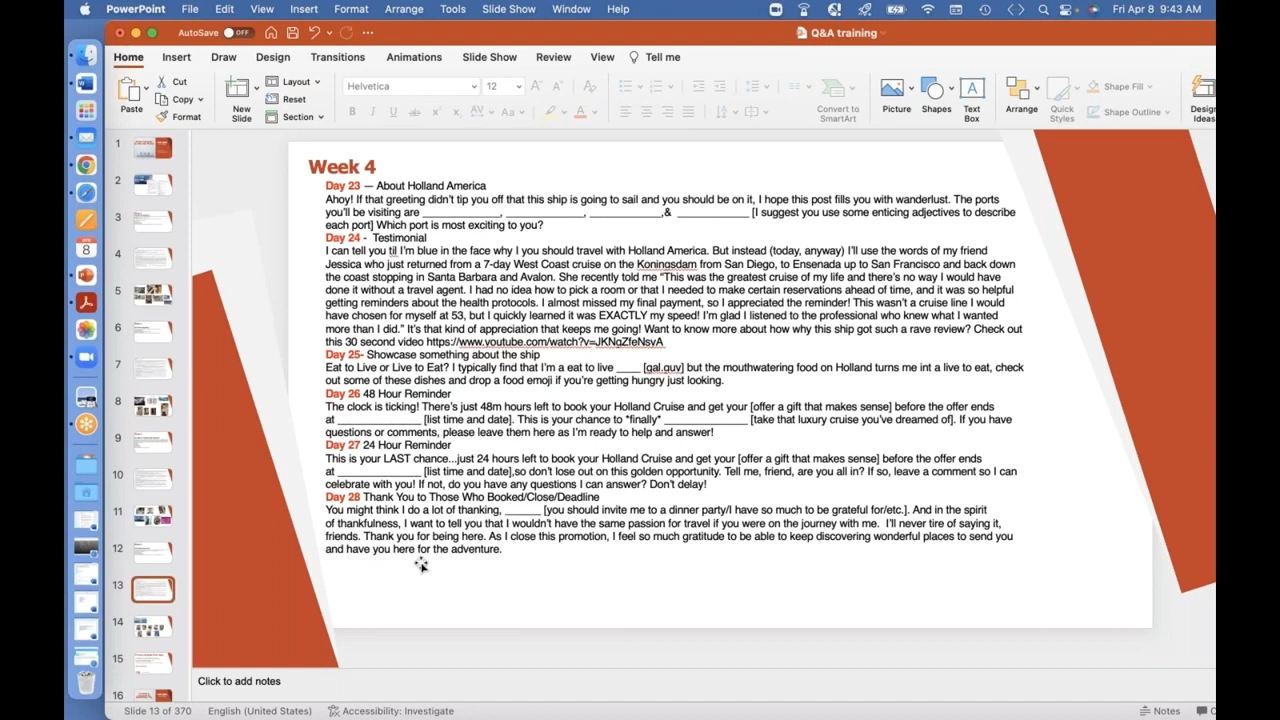 PowerPoint File Edit View Insert Format Arrange Tools Slide Show Window Help Fri Apr 8 9:43 AM
AutoSave OFF Q&A training
Home Insert Draw Design Transitions Animations Slide Show Review View Tell me
Paste Cut Copy Format New Slide Layout Reset Section Helvetica 12 Convert to SmartArt Picture Shapes Text Box Arrange Quick Styles Shape Fill Shape Outline Design Ideas
Week 4
Day 23 — About Holland America
Ahoy! If that greeting didn't tip you off that this ship is going to sail and you should be on it, I hope this post fills you with wanderlust. The ports
you'll be visiting are _____________, _____________, ____________,& ____________ [I suggest you use some enticing adjectives to describe
each port] Which port is most exciting to you?
Day 24 - Testimonial
I can tell you til I'm blue in the face why I you should travel with Holland America. But instead (today, anyway) I'll use the words of my friend
Jessica who just returned from a 7-day West Coast cruise on the Koningsdam from San Diego, to Ensenada up to San Francisco and back down
the coast stopping in Santa Barbara and Avalon. She recently told me "This was the greatest cruise of my life and there's no way I would have
done it without a travel agent. I had no idea how to pick a room or that I needed to make certain reservations ahead of time, and it was so helpful
getting reminders about the health protocols. I almost missed my final payment, so I appreciated the reminder! This wasn't a cruise line I would
have chosen for myself at 53, but I quickly learned it was EXACTLY my speed! I'm glad I listened to the professional who knew what I wanted
more than I did." It's that kind of appreciation that keeps me going! Want to know more about how why this ship got such a rave review? Check out
this 30 second video https://www.youtube.com/watch?v=JKNgZfeNsvA
Day 25- Showcase something about the ship
Eat to Live or Live to Eat? I typically find that I'm a eat to live ____ [gal.guy] but the mouthwatering food on Holland turns me int a live to eat, check
out some of these dishes and drop a food emoji if you're getting hungry just looking.
Day 26 48 Hour Reminder
The clock is ticking! There's just 48m hours left to book your Holland Cruise and get your [offer a gift that makes sense] before the offer ends
at ______________ [list time and date]. This is your chance to *finally* ______________ [take that luxury cruise you've dreamed of]. If you have
questions or comments, please leave them here as I'm ready to help and answer!
Day 27 24 Hour Reminder
This is your LAST chance...just 24 hours left to book your Holland Cruise and get your [offer a gift that makes sense] before the offer ends
at ______________ [list time and date],so don't lose out on this golden opportunity. Tell me, friend, are you all in? If so, leave a comment so I can
celebrate with you! If not, do you have any questions I can answer? Don't delay!
Day 28 Thank You to Those Who Booked/Close/Deadline
You might think I do a lot of thanking, ______ [you should invite me to a dinner party/I have so much to be grateful for/etc.]. And in the spirit
of thankfulness, I want to tell you that I wouldn't have the same passion for travel if you were on the journey with me. I'll never tire of saying it,
friends. Thank you for being here. As I close this promotion, I feel so much gratitude to be able to keep discovering wonderful places to send you
and have you here for the adventure.
1
2
3
4
5
6
7
8
9
10
11
12
13
14
15
16
Click to add notes
Slide 13 of 370 English (United States) Accessibility: Investigate Notes